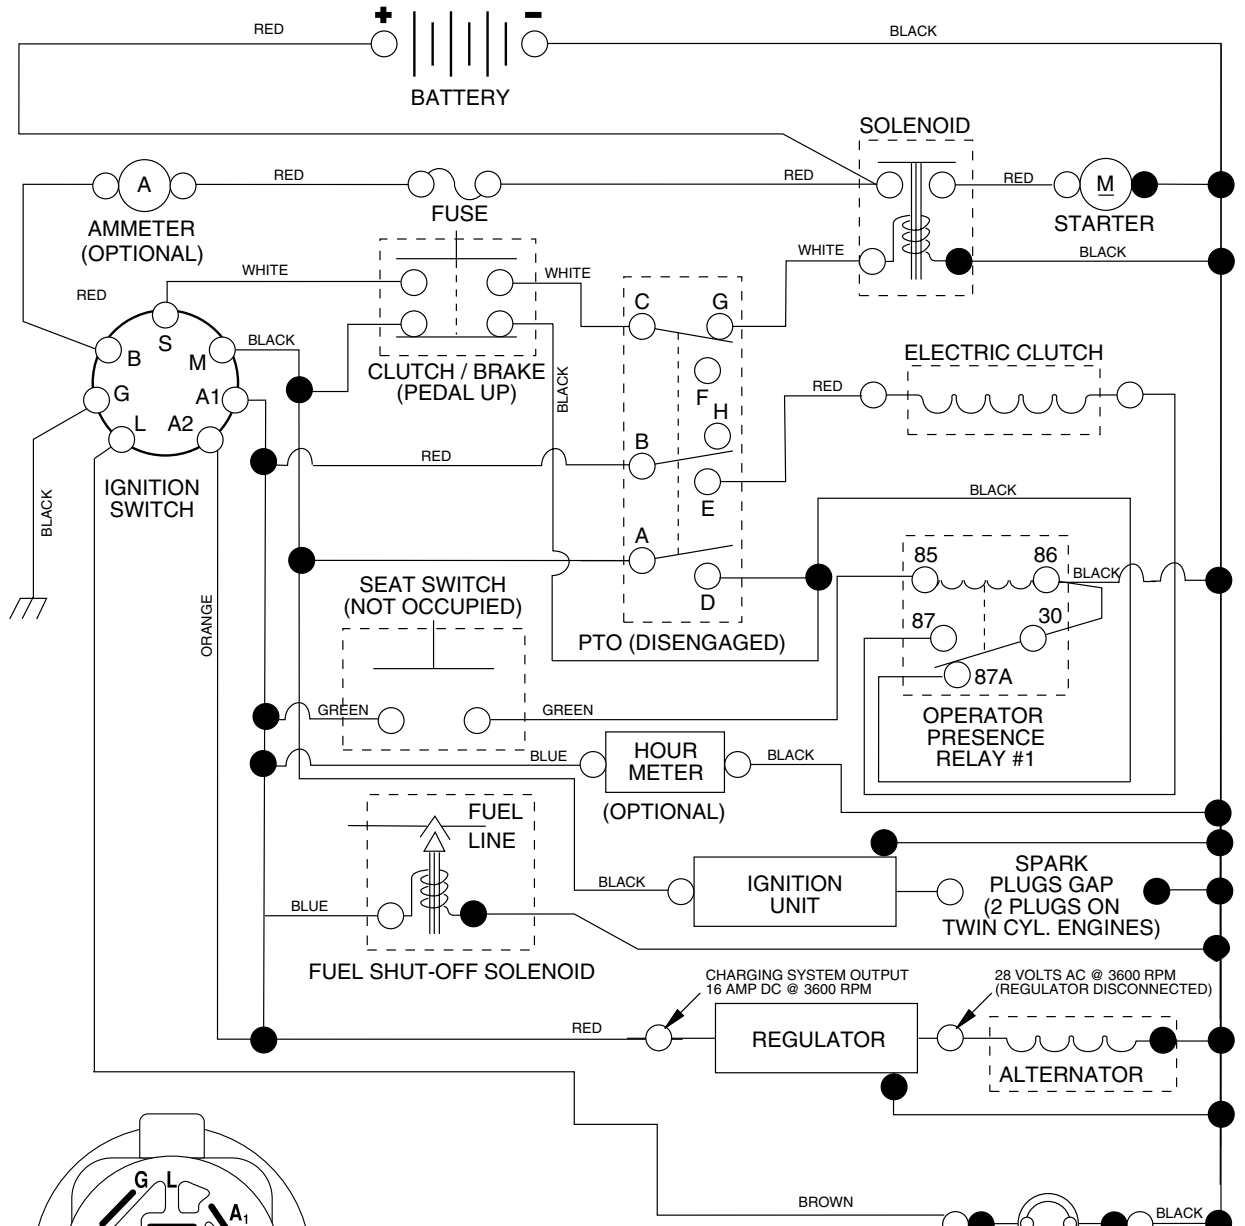 + −
RED
BLACK
BATTERY
SOLENOID
A
RED
RED
RED
M
FUSE
AMMETER
(OPTIONAL)
STARTER
WHITE
BLACK
WHITE
WHITE
RED
C G
S
B
M
BLACK
CLUTCH / BRAKE
(PEDAL UP)
BLACK
ELECTRIC CLUTCH
F
RED
G
A1
L
A2
H
B
RED
E
IGNITION
SWITCH
BLACK
BLACK
A
85 86
BLACK
SEAT SWITCH
(NOT OCCUPIED)
D
ORANGE
87
30
PTO (DISENGAGED)
87A
GREEN
GREEN
OPERATOR
PRESENCE
RELAY #1
BLUE
HOUR
METER
BLACK
(OPTIONAL)
FUEL
LINE
BLUE
BLACK
IGNITION
UNIT
SPARK
PLUGS GAP
(2 PLUGS ON
TWIN CYL. ENGINES)
FUEL SHUT-OFF SOLENOID
CHARGING SYSTEM OUTPUT
16 AMP DC @ 3600 RPM
28 VOLTS AC @ 3600 RPM
(REGULATOR DISCONNECTED)
RED
REGULATOR
ALTERNATOR
G L
A1
BROWN
BLACK